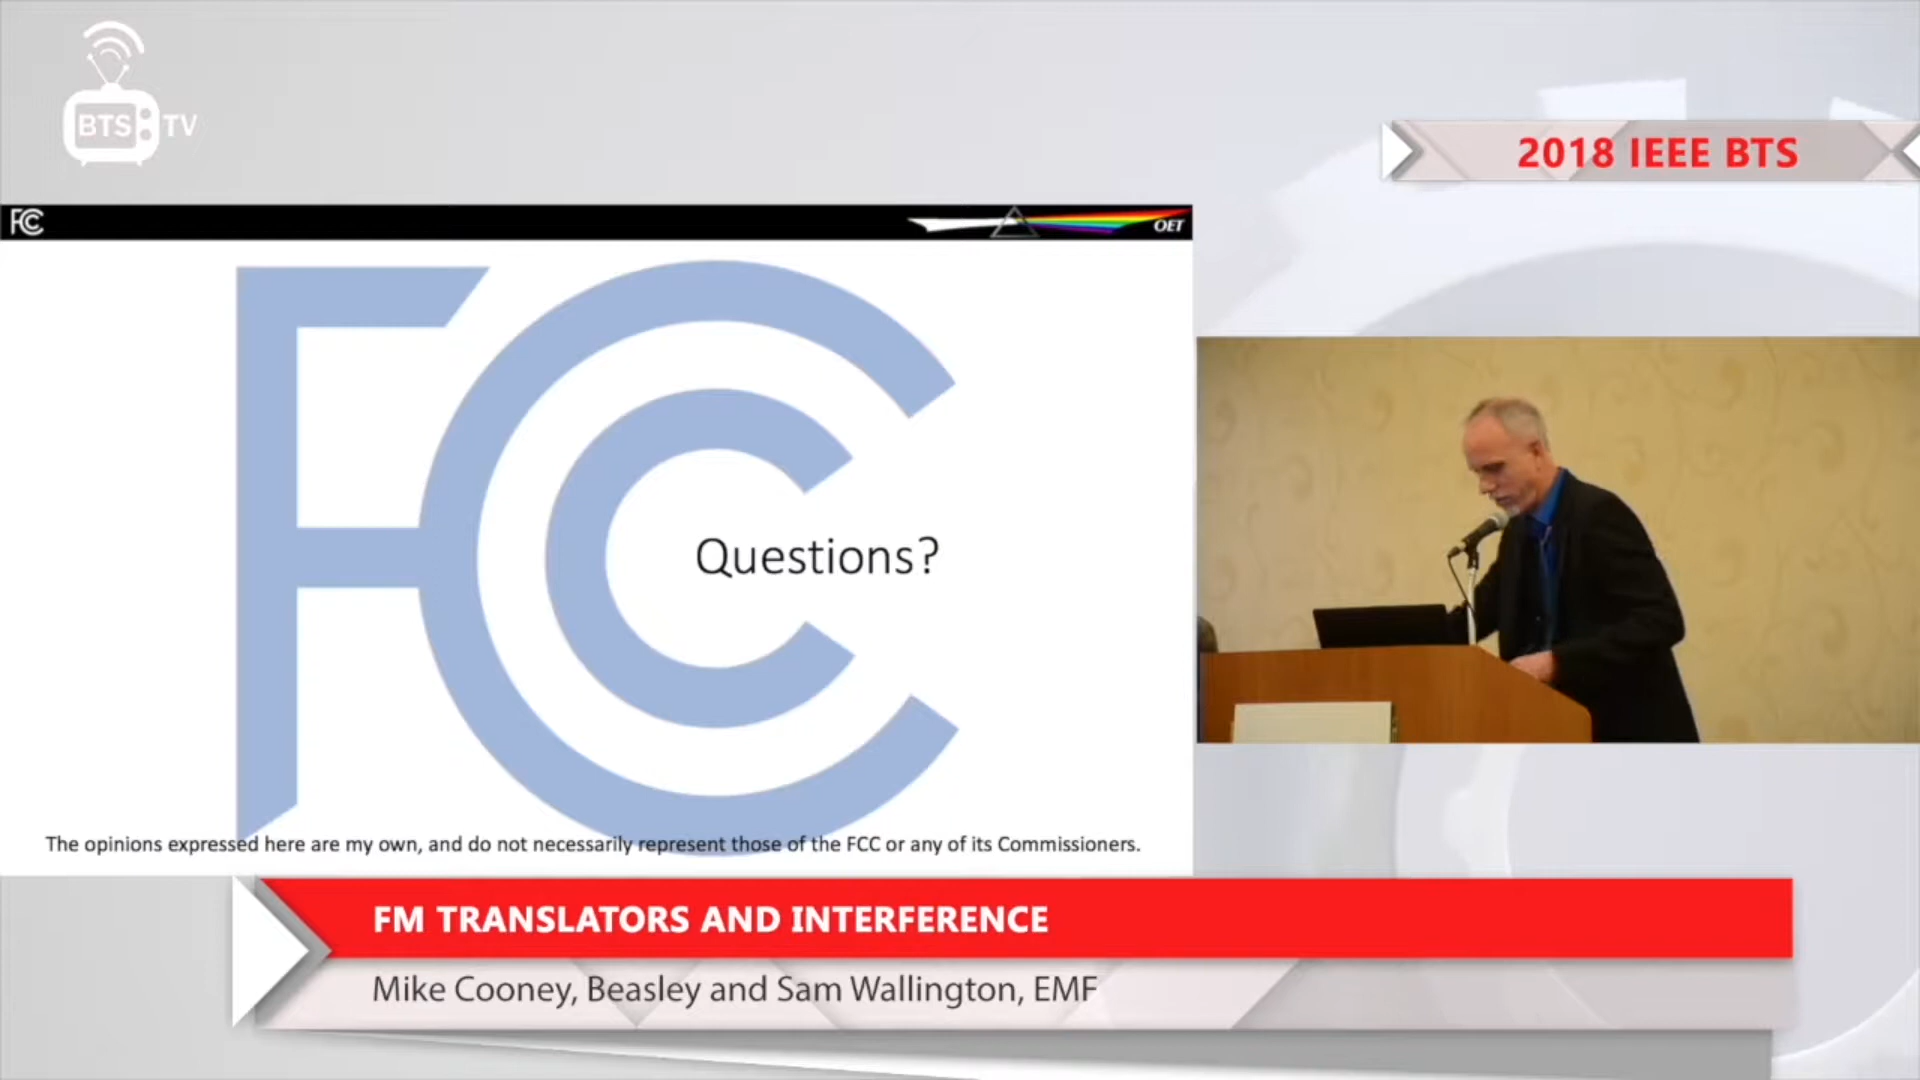 BTS TV
2018 IEEE BTS
FCC
OET
FCC
Questions?
The opinions expressed here are my own, and do not necessarily represent those of the FCC or any of its Commissioners.
FM TRANSLATORS AND INTERFERENCE
Mike Cooney, Beasley and Sam Wallington, EMF